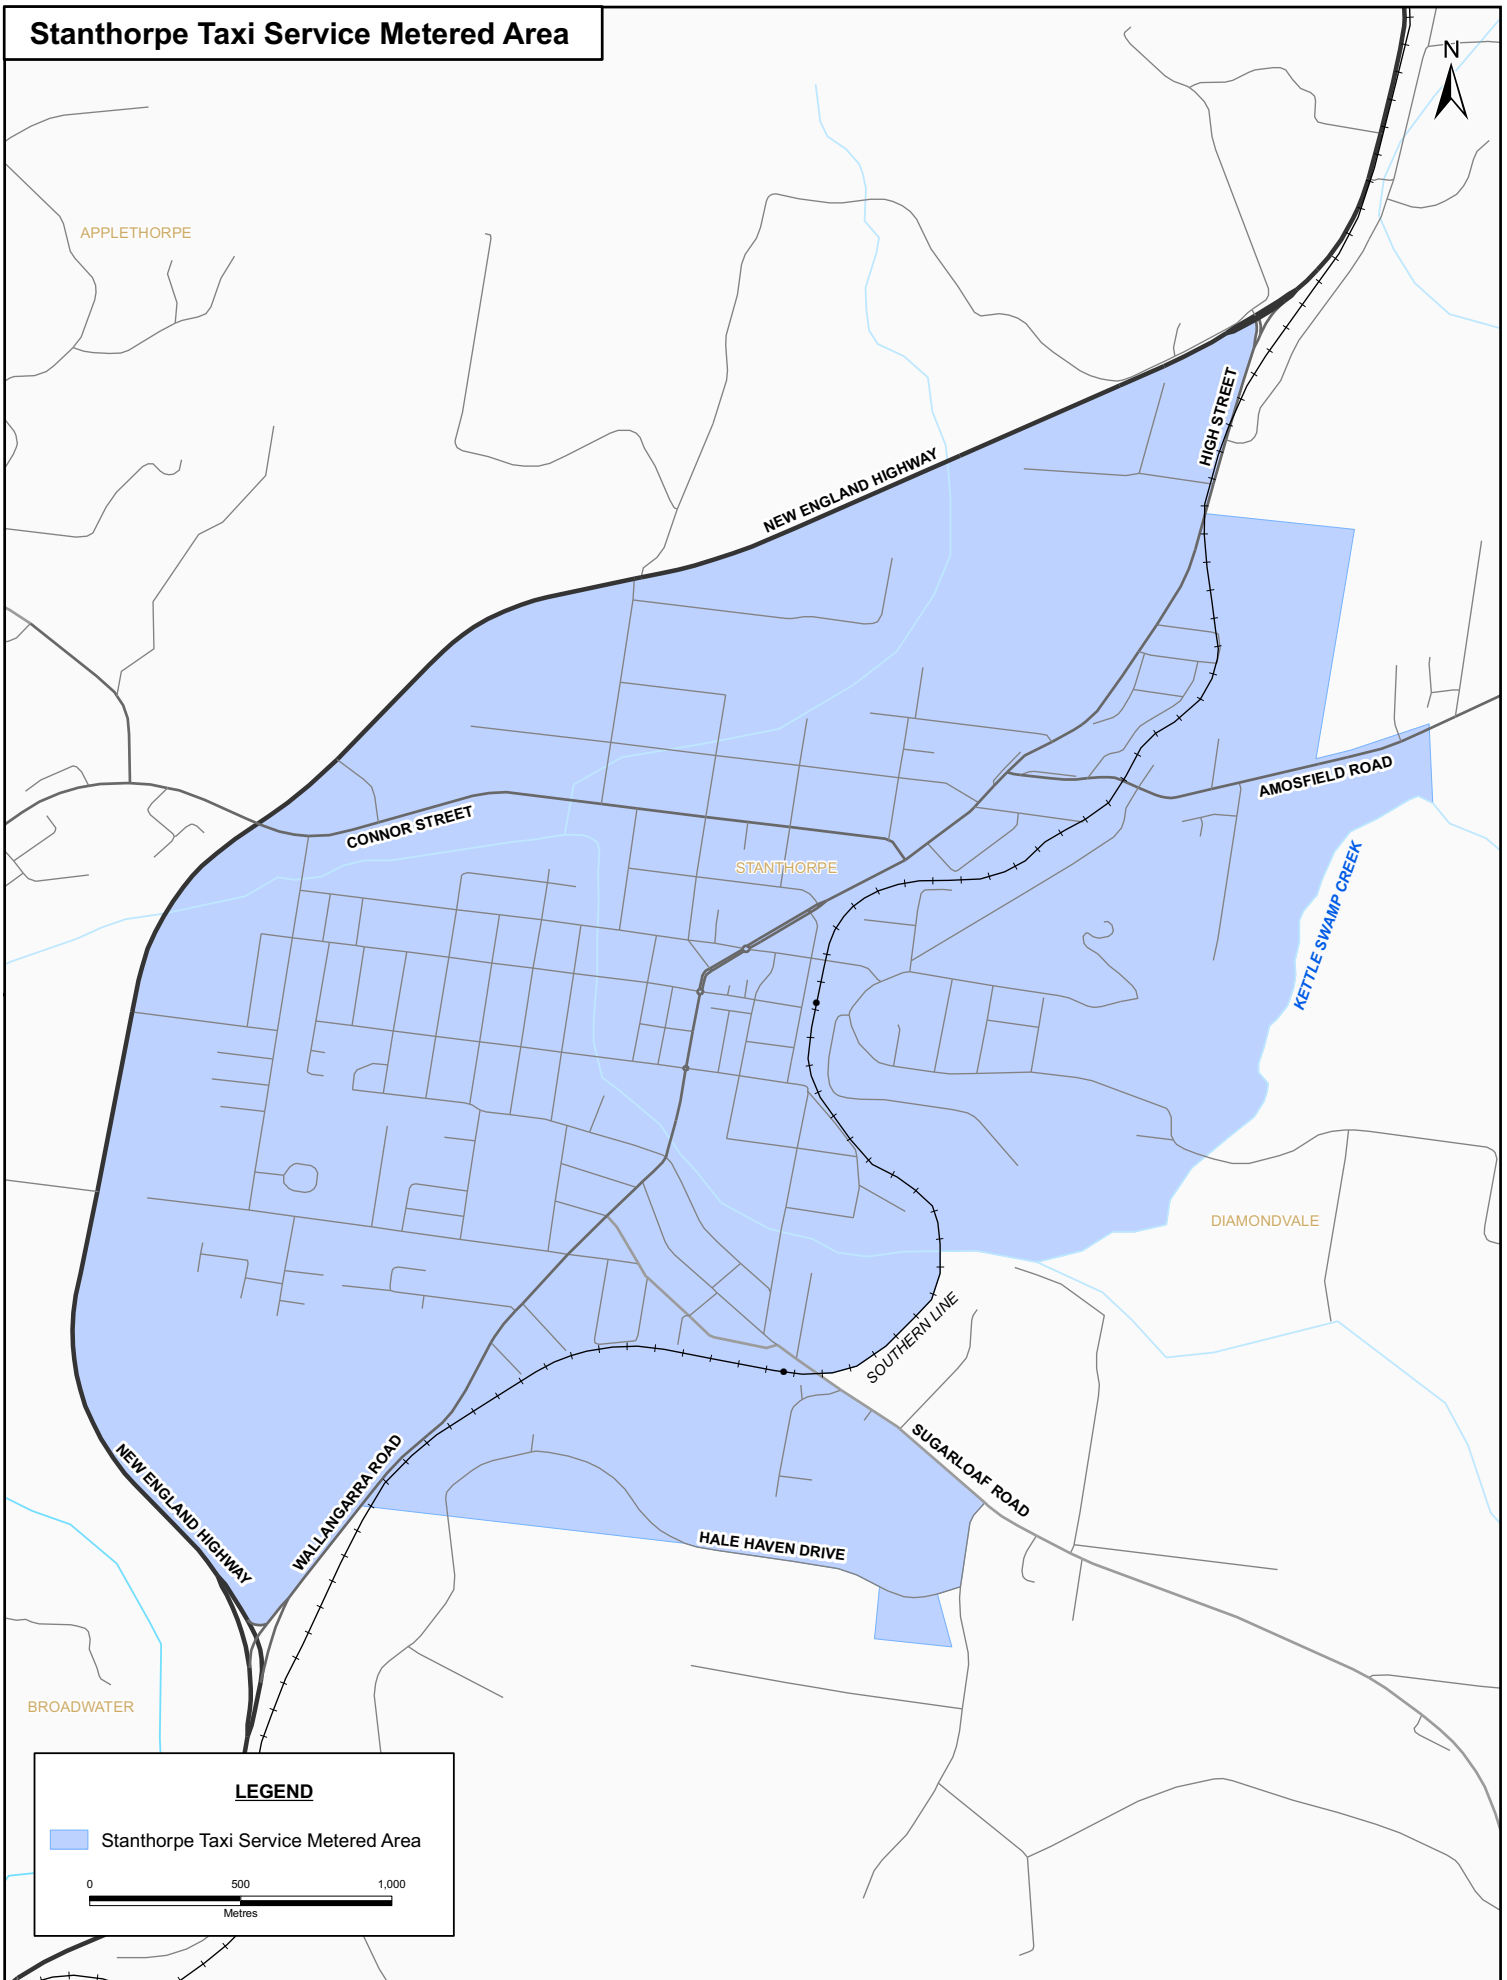 Stanthorpe Taxi Service Metered Area
N
APPLETHORPE
HIGH STREET
NEW ENGLAND HIGHWAY
AMOSFIELD ROAD
CONNOR STREET
STANTHORPE
KETTLE SWAMP CREEK
DIAMONDVALE
SOUTHERN LINE
SUGARLOAF ROAD
WALLANGARRA ROAD
NEW ENGLAND HIGHWAY
HALE HAVEN DRIVE
BROADWATER
LEGEND
Stanthorpe Taxi Service Metered Area
0 500 1,000
Metres